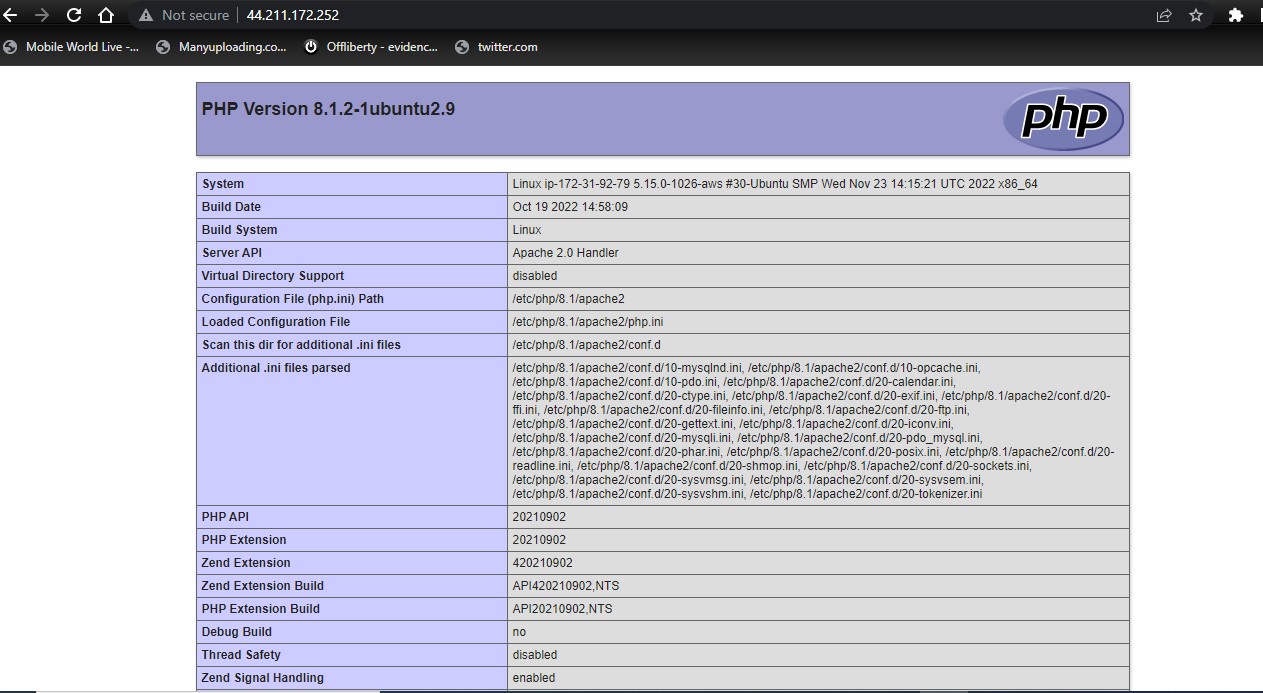 Not secure 44.211.172.252
Mobile World Live -... Manyuploading.co... Offliberty - evidenc... twitter.com
PHP Version 8.1.2-1ubuntu2.9
php
System Linux ip-172-31-92-79 5.15.0-1026-aws #30-Ubuntu SMP Wed Nov 23 14:15:21 UTC 2022 x86_64
Build Date Oct 19 2022 14:58:09
Build System Linux
Server API Apache 2.0 Handler
Virtual Directory Support disabled
Configuration File (php.ini) Path /etc/php/8.1/apache2
Loaded Configuration File /etc/php/8.1/apache2/php.ini
Scan this dir for additional .ini files /etc/php/8.1/apache2/conf.d
Additional .ini files parsed /etc/php/8.1/apache2/conf.d/10-mysqlnd.ini, /etc/php/8.1/apache2/conf.d/10-opcache.ini,
/etc/php/8.1/apache2/conf.d/10-pdo.ini, /etc/php/8.1/apache2/conf.d/20-calendar.ini,
/etc/php/8.1/apache2/conf.d/20-ctype.ini, /etc/php/8.1/apache2/conf.d/20-exif.ini, /etc/php/8.1/apache2/conf.d/20-
ffi.ini, /etc/php/8.1/apache2/conf.d/20-fileinfo.ini, /etc/php/8.1/apache2/conf.d/20-ftp.ini,
/etc/php/8.1/apache2/conf.d/20-gettext.ini, /etc/php/8.1/apache2/conf.d/20-iconv.ini,
/etc/php/8.1/apache2/conf.d/20-mysqli.ini, /etc/php/8.1/apache2/conf.d/20-pdo_mysql.ini,
/etc/php/8.1/apache2/conf.d/20-phar.ini, /etc/php/8.1/apache2/conf.d/20-posix.ini, /etc/php/8.1/apache2/conf.d/20-
readline.ini, /etc/php/8.1/apache2/conf.d/20-shmop.ini, /etc/php/8.1/apache2/conf.d/20-sockets.ini,
/etc/php/8.1/apache2/conf.d/20-sysvmsg.ini, /etc/php/8.1/apache2/conf.d/20-sysvsem.ini,
/etc/php/8.1/apache2/conf.d/20-sysvshm.ini, /etc/php/8.1/apache2/conf.d/20-tokenizer.ini
PHP API 20210902
PHP Extension 20210902
Zend Extension 420210902
Zend Extension Build API420210902,NTS
PHP Extension Build API20210902,NTS
Debug Build no
Thread Safety disabled
Zend Signal Handling enabled